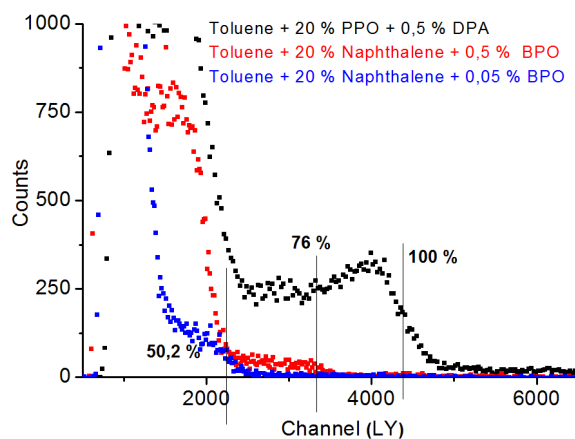 Toluene + 20 % PPO + 0,5 % DPA
Toluene + 20 % Naphthalene + 0,5 % BPO
Toluene + 20 % Naphthalene + 0,05 % BPO
1000
750
500
250
0
Counts
76 %
100 %
50,2 %
2000
4000
6000
Channel (LY)